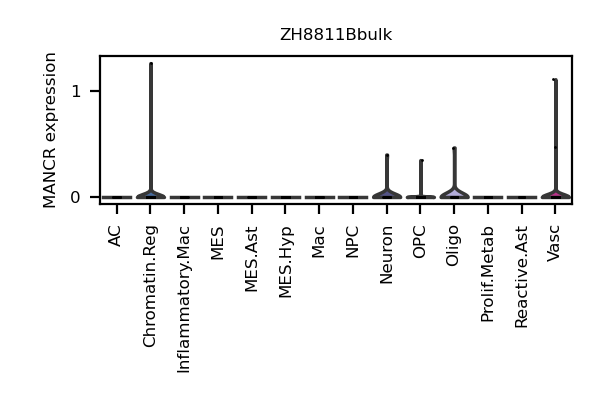 ZH8811Bbulk
MANCR expression
1
0
AC
Chromatin.Reg
Inflammatory.Mac
MES
MES.Ast
MES.Hyp
Mac
NPC
Neuron
OPC
Oligo
Prolif.Metab
Reactive.Ast
Vasc